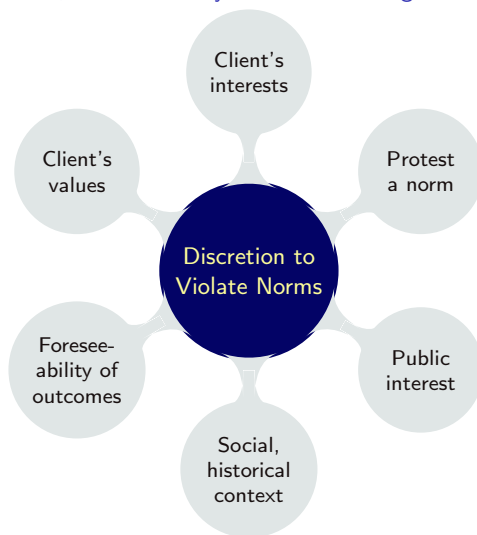 Client's
interests
Client's
values
Protest
a norm
Discretion to
Violate Norms
Foresee-
ability of
outcomes
Public
interest
Social,
historical
context